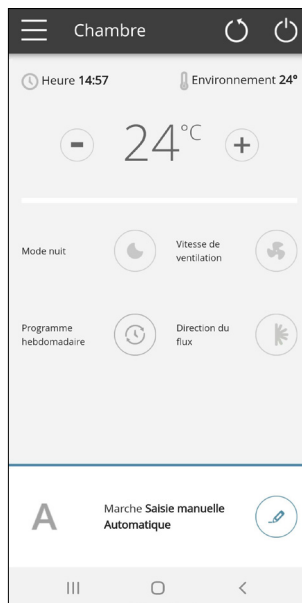 Chambre
Heure 14:57
Environnement 24°
24°C
Mode nuit
Vitesse de
ventilation
Programme
hebdomadaire
Direction du
flux
A
Marche Saisie manuelle
Automatique